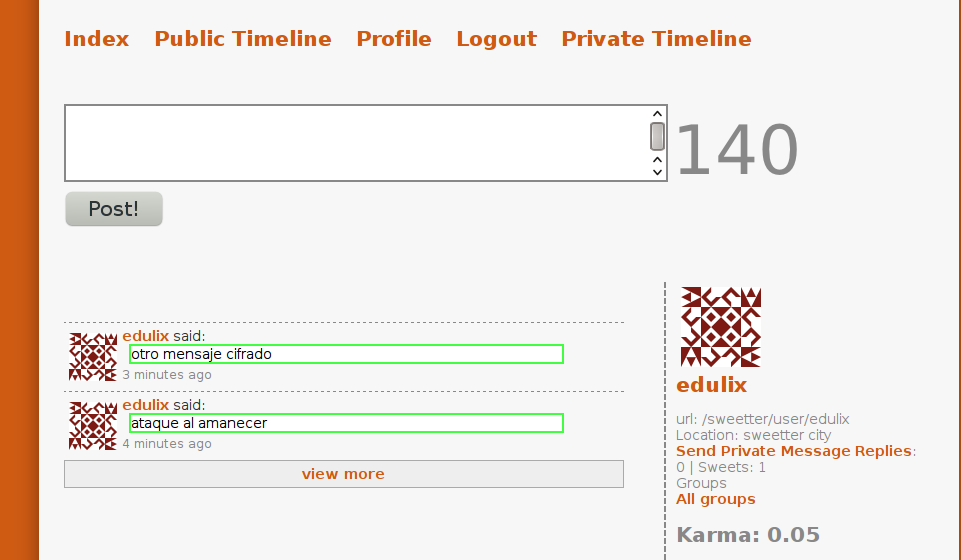 Index Public Timeline Profile Logout Private Timeline
140
Post!
edulix said:
otro mensaje cifrado
3 minutes ago
edulix said:
ataque al amanecer
4 minutes ago
view more
edulix
url: /sweetter/user/edulix
Location: sweetter city
Send Private Message Replies:
0 | Sweets: 1
Groups
All groups
Karma: 0.05